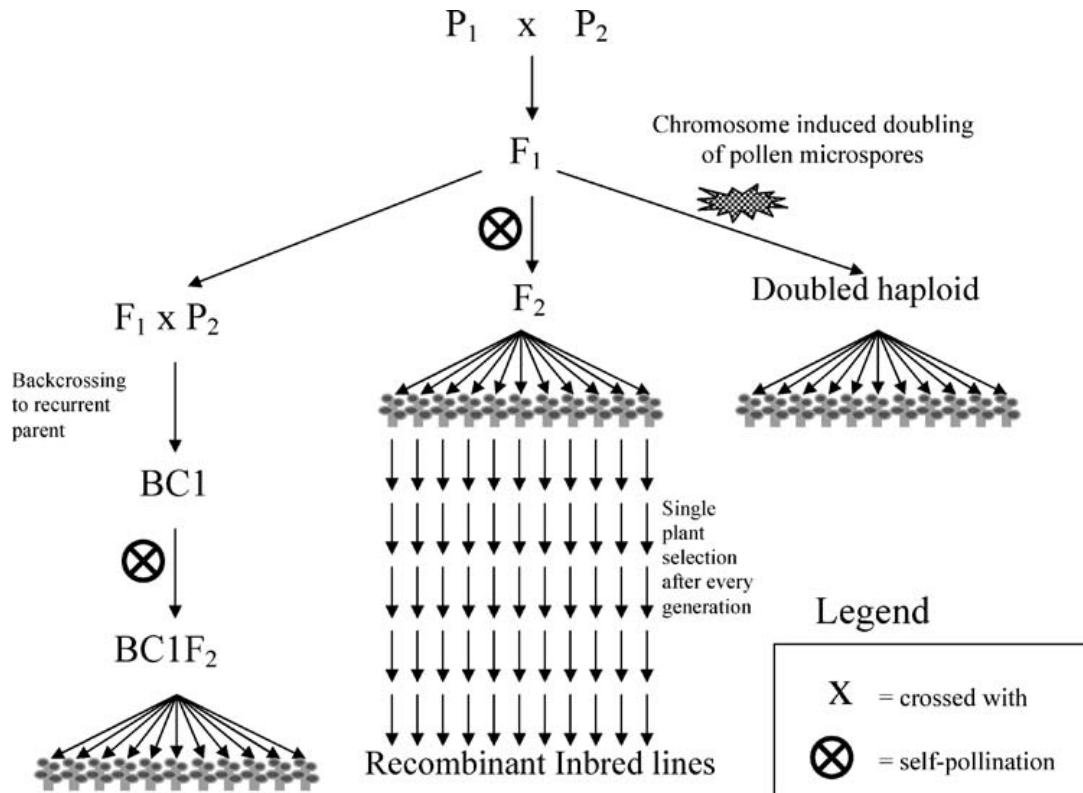 P₁ x P₂
F₁
Chromosome induced doubling
of pollen microspores
F₁ x P₂
F₂
Doubled haploid
Backcrossing
to recurrent
parent
BC1
Single
plant
selection
after every
generation
BC1F₂
Recombinant Inbred lines
Legend
X = crossed with
⊗ = self-pollination